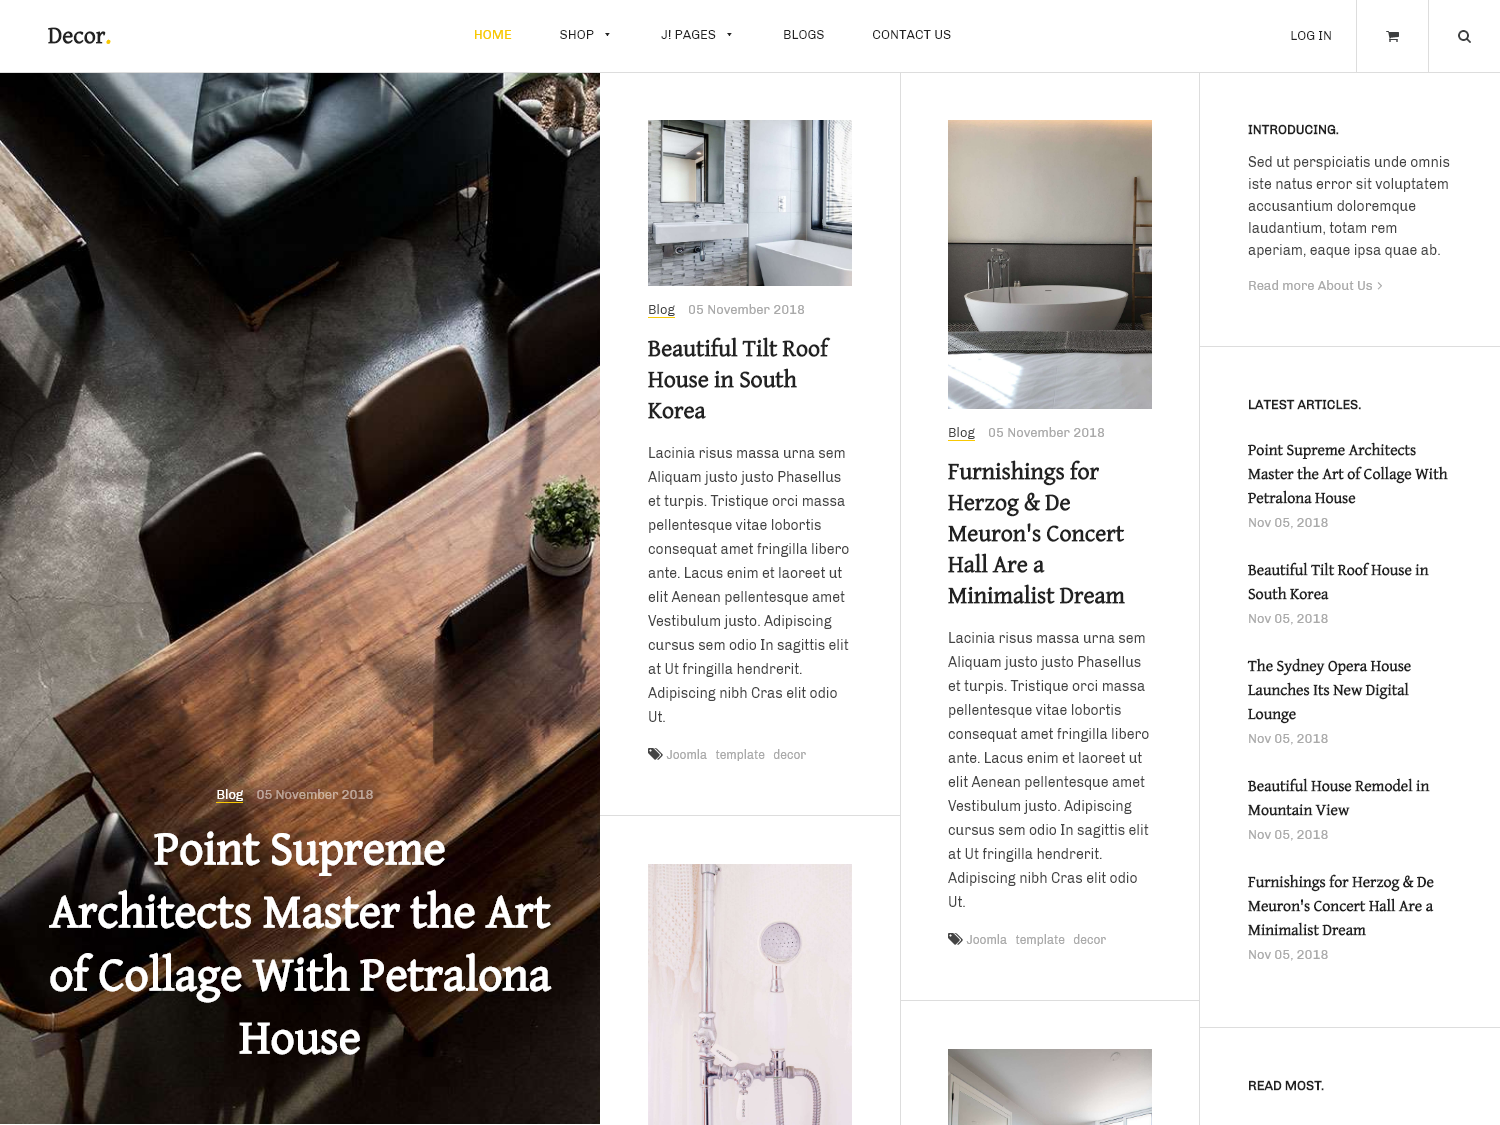 Decor.
HOME
SHOP
J! PAGES
BLOGS
CONTACT US
LOG IN
Blog 05 November 2018
Point Supreme
Architects Master the Art
of Collage With Petralona
House
Blog 05 November 2018
Beautiful Tilt Roof
House in South
Korea
Lacinia risus massa urna sem
Aliquam justo justo Phasellus
et turpis. Tristique orci massa
pellentesque vitae lobortis
consequat amet fringilla libero
ante. Lacus enim et laoreet ut
elit Aenean pellentesque amet
Vestibulum justo. Adipiscing
cursus sem odio In sagittis elit
at Ut fringilla hendrerit.
Adipiscing nibh Cras elit odio
Ut.
Joomla template decor
Blog 05 November 2018
Furnishings for
Herzog & De
Meuron's Concert
Hall Are a
Minimalist Dream
Lacinia risus massa urna sem
Aliquam justo justo Phasellus
et turpis. Tristique orci massa
pellentesque vitae lobortis
consequat amet fringilla libero
ante. Lacus enim et laoreet ut
elit Aenean pellentesque amet
Vestibulum justo. Adipiscing
cursus sem odio In sagittis elit
at Ut fringilla hendrerit.
Adipiscing nibh Cras elit odio
Ut.
Joomla template decor
INTRODUCING.
Sed ut perspiciatis unde omnis
iste natus error sit voluptatem
accusantium doloremque
laudantium, totam rem
aperiam, eaque ipsa quae ab.
Read more About Us
LATEST ARTICLES.
Point Supreme Architects
Master the Art of Collage With
Petralona House
Nov 05, 2018
Beautiful Tilt Roof House in
South Korea
Nov 05, 2018
The Sydney Opera House
Launches Its New Digital
Lounge
Nov 05, 2018
Beautiful House Remodel in
Mountain View
Nov 05, 2018
Furnishings for Herzog & De
Meuron's Concert Hall Are a
Minimalist Dream
Nov 05, 2018
READ MOST.